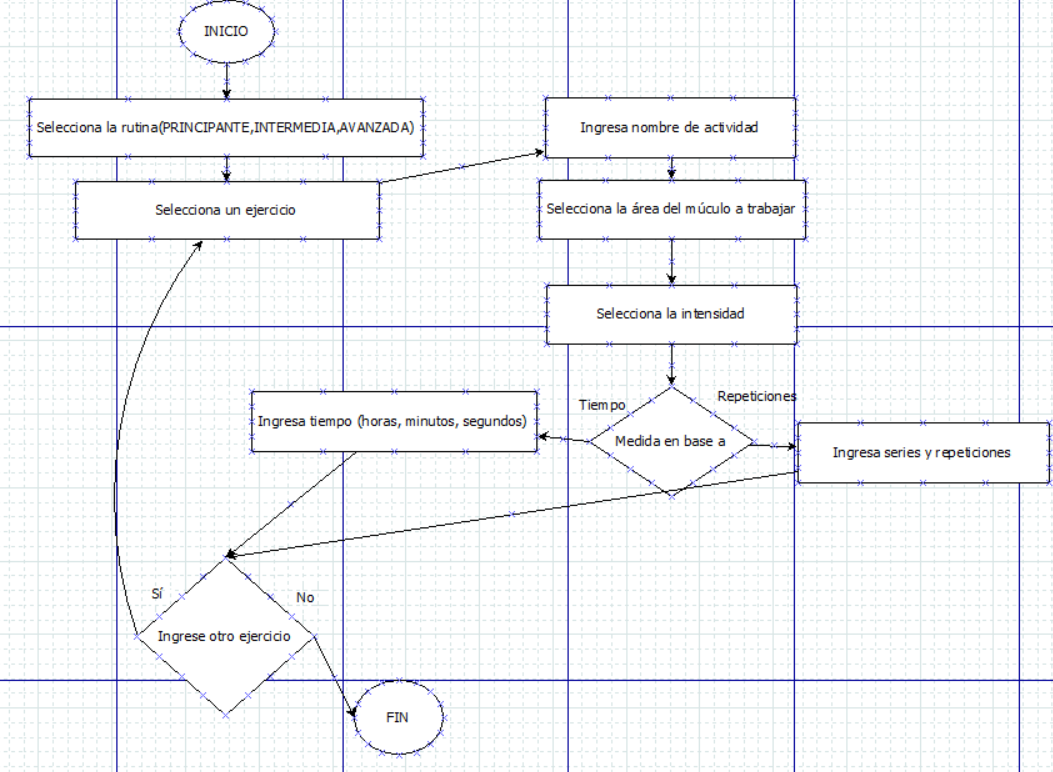 INICIO
Selecciona la rutina(PRINCIPANTE,INTERMEDIA,AVANZADA)
Selecciona un ejercicio
Ingresa nombre de actividad
Selecciona la área del múculo a trabajar
Selecciona la intensidad
Medida en base a
Tiempo
Repeticiones
Ingresa tiempo (horas, minutos, segundos)
Ingresa series y repeticiones
Ingrese otro ejercicio
Sí
No
FIN